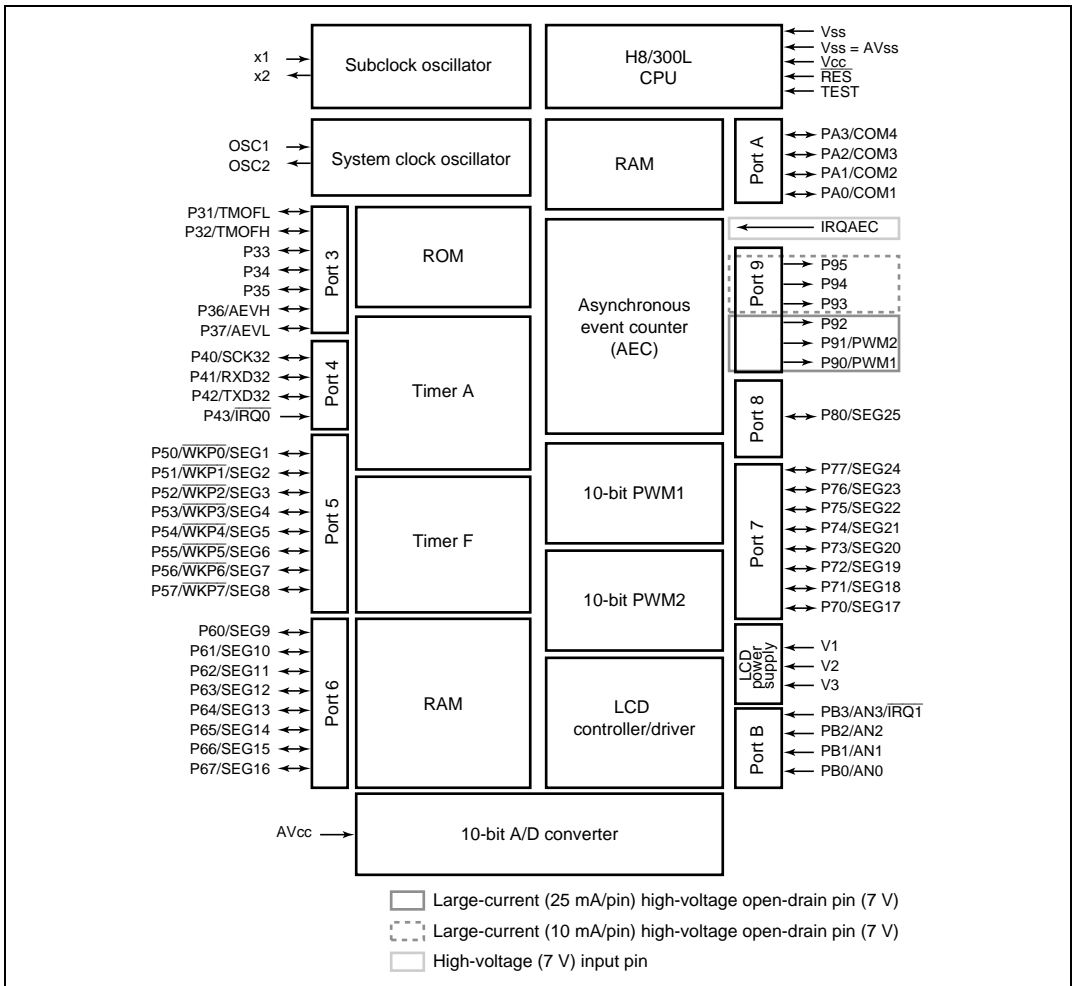 x1
x2
Subclock oscillator
H8/300L
CPU
Vss
Vss = AVss
Vcc
RES
TEST
OSC1
OSC2
System clock oscillator
RAM
Port A
PA3/COM4
PA2/COM3
PA1/COM2
PA0/COM1
IRQAEC
P31/TMOFL
P32/TMOFH
P33
P34
P35
P36/AEVH
P37/AEVL
Port 3
ROM
Asynchronous
event counter
(AEC)
Port 9
P95
P94
P93
P92
P91/PWM2
P90/PWM1
P40/SCK32
P41/RXD32
P42/TXD32
P43/IRQ0
Port 4
Timer A
Port 8
P80/SEG25
P50/WKP0/SEG1
P51/WKP1/SEG2
P52/WKP2/SEG3
P53/WKP3/SEG4
P54/WKP4/SEG5
P55/WKP5/SEG6
P56/WKP6/SEG7
P57/WKP7/SEG8
Port 5
Timer F
10-bit PWM1
10-bit PWM2
Port 7
P77/SEG24
P76/SEG23
P75/SEG22
P74/SEG21
P73/SEG20
P72/SEG19
P71/SEG18
P70/SEG17
P60/SEG9
P61/SEG10
P62/SEG11
P63/SEG12
P64/SEG13
P65/SEG14
P66/SEG15
P67/SEG16
Port 6
RAM
LCD
controller/driver
LCD
power
supply
V1
V2
V3
Port B
PB3/AN3/IRQ1
PB2/AN2
PB1/AN1
PB0/AN0
AVcc
10-bit A/D converter
Large-current (25 mA/pin) high-voltage open-drain pin (7 V)
Large-current (10 mA/pin) high-voltage open-drain pin (7 V)
High-voltage (7 V) input pin